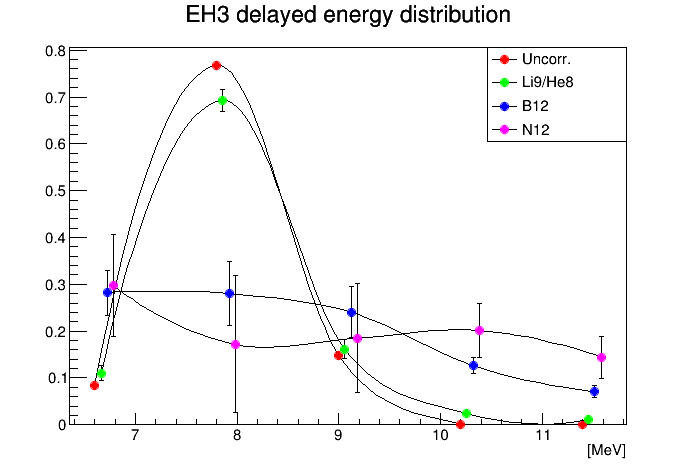 EH3 delayed energy distribution
0.8
0.7
0.6
0.5
0.4
0.3
0.2
0.1
0
Uncorr.
Li9/He8
B12
N12
7 8 9 10 11
[MeV]